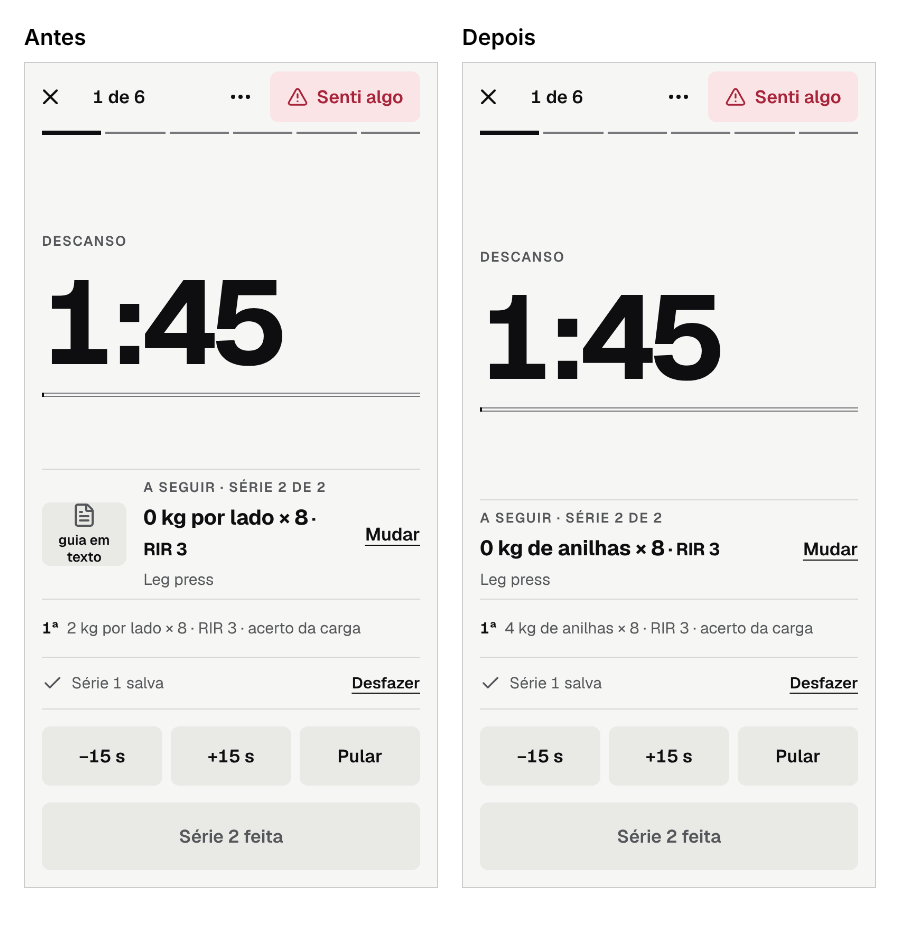 Antes
1 de 6
Senti algo
DESCANSO
1:45
guia em
texto
A SEGUIR · SÉRIE 2 DE 2
0 kg por lado × 8 ·
RIR 3
Leg press
Mudar
1ª 2 kg por lado × 8 · RIR 3 · acerto da carga
Série 1 salva
Desfazer
−15 s
+15 s
Pular
Série 2 feita
Depois
1 de 6
Senti algo
DESCANSO
1:45
A SEGUIR · SÉRIE 2 DE 2
0 kg de anilhas × 8 · RIR 3
Leg press
Mudar
1ª 4 kg de anilhas × 8 · RIR 3 · acerto da carga
Série 1 salva
Desfazer
−15 s
+15 s
Pular
Série 2 feita